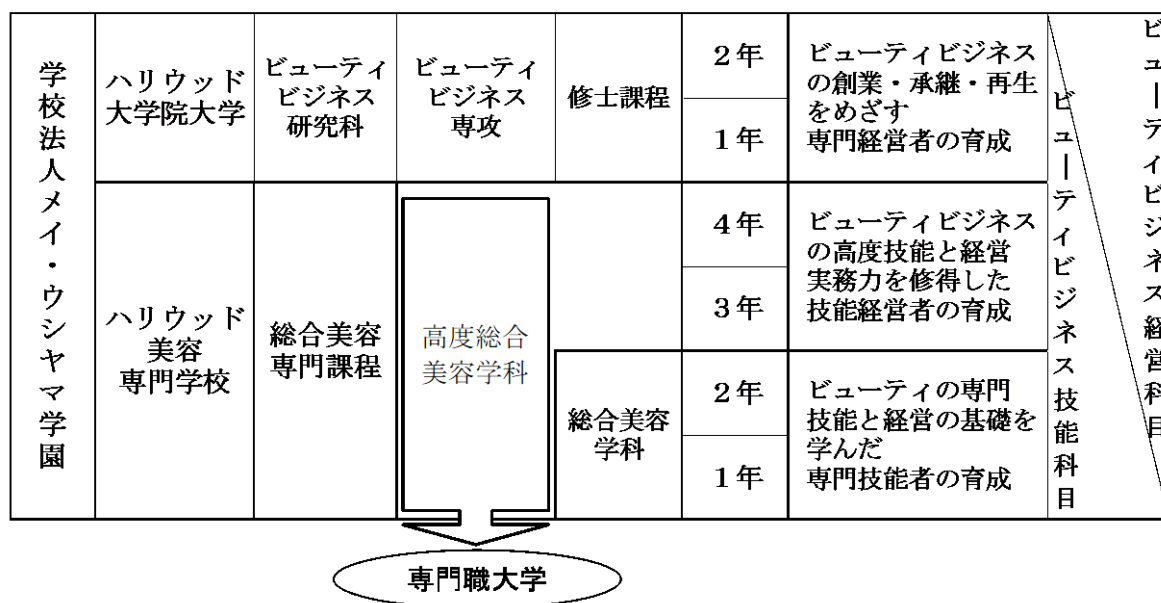 学校法人メイ・ウシヤマ学園
ハリウッド
大学院大学
ビューティ
ビジネス
研究科
ビューティ
ビジネス
専攻
修士課程
2年
1年
ビューティビジネス
の創業・承継・再生
をめざす
専門経営者の育成
ハリウッド
美容
専門学校
総合美容
専門課程
高度総合
美容学科
4年
3年
ビューティビジネス
の高度技能と経営
実務力を修得した
技能経営者の育成
総合美容
学科
2年
1年
ビューティの専門
技能と経営の基礎を
学んだ
専門技能者の育成
ビューティビジネス技能科目
ビューティビジネス経営科目
専門職大学